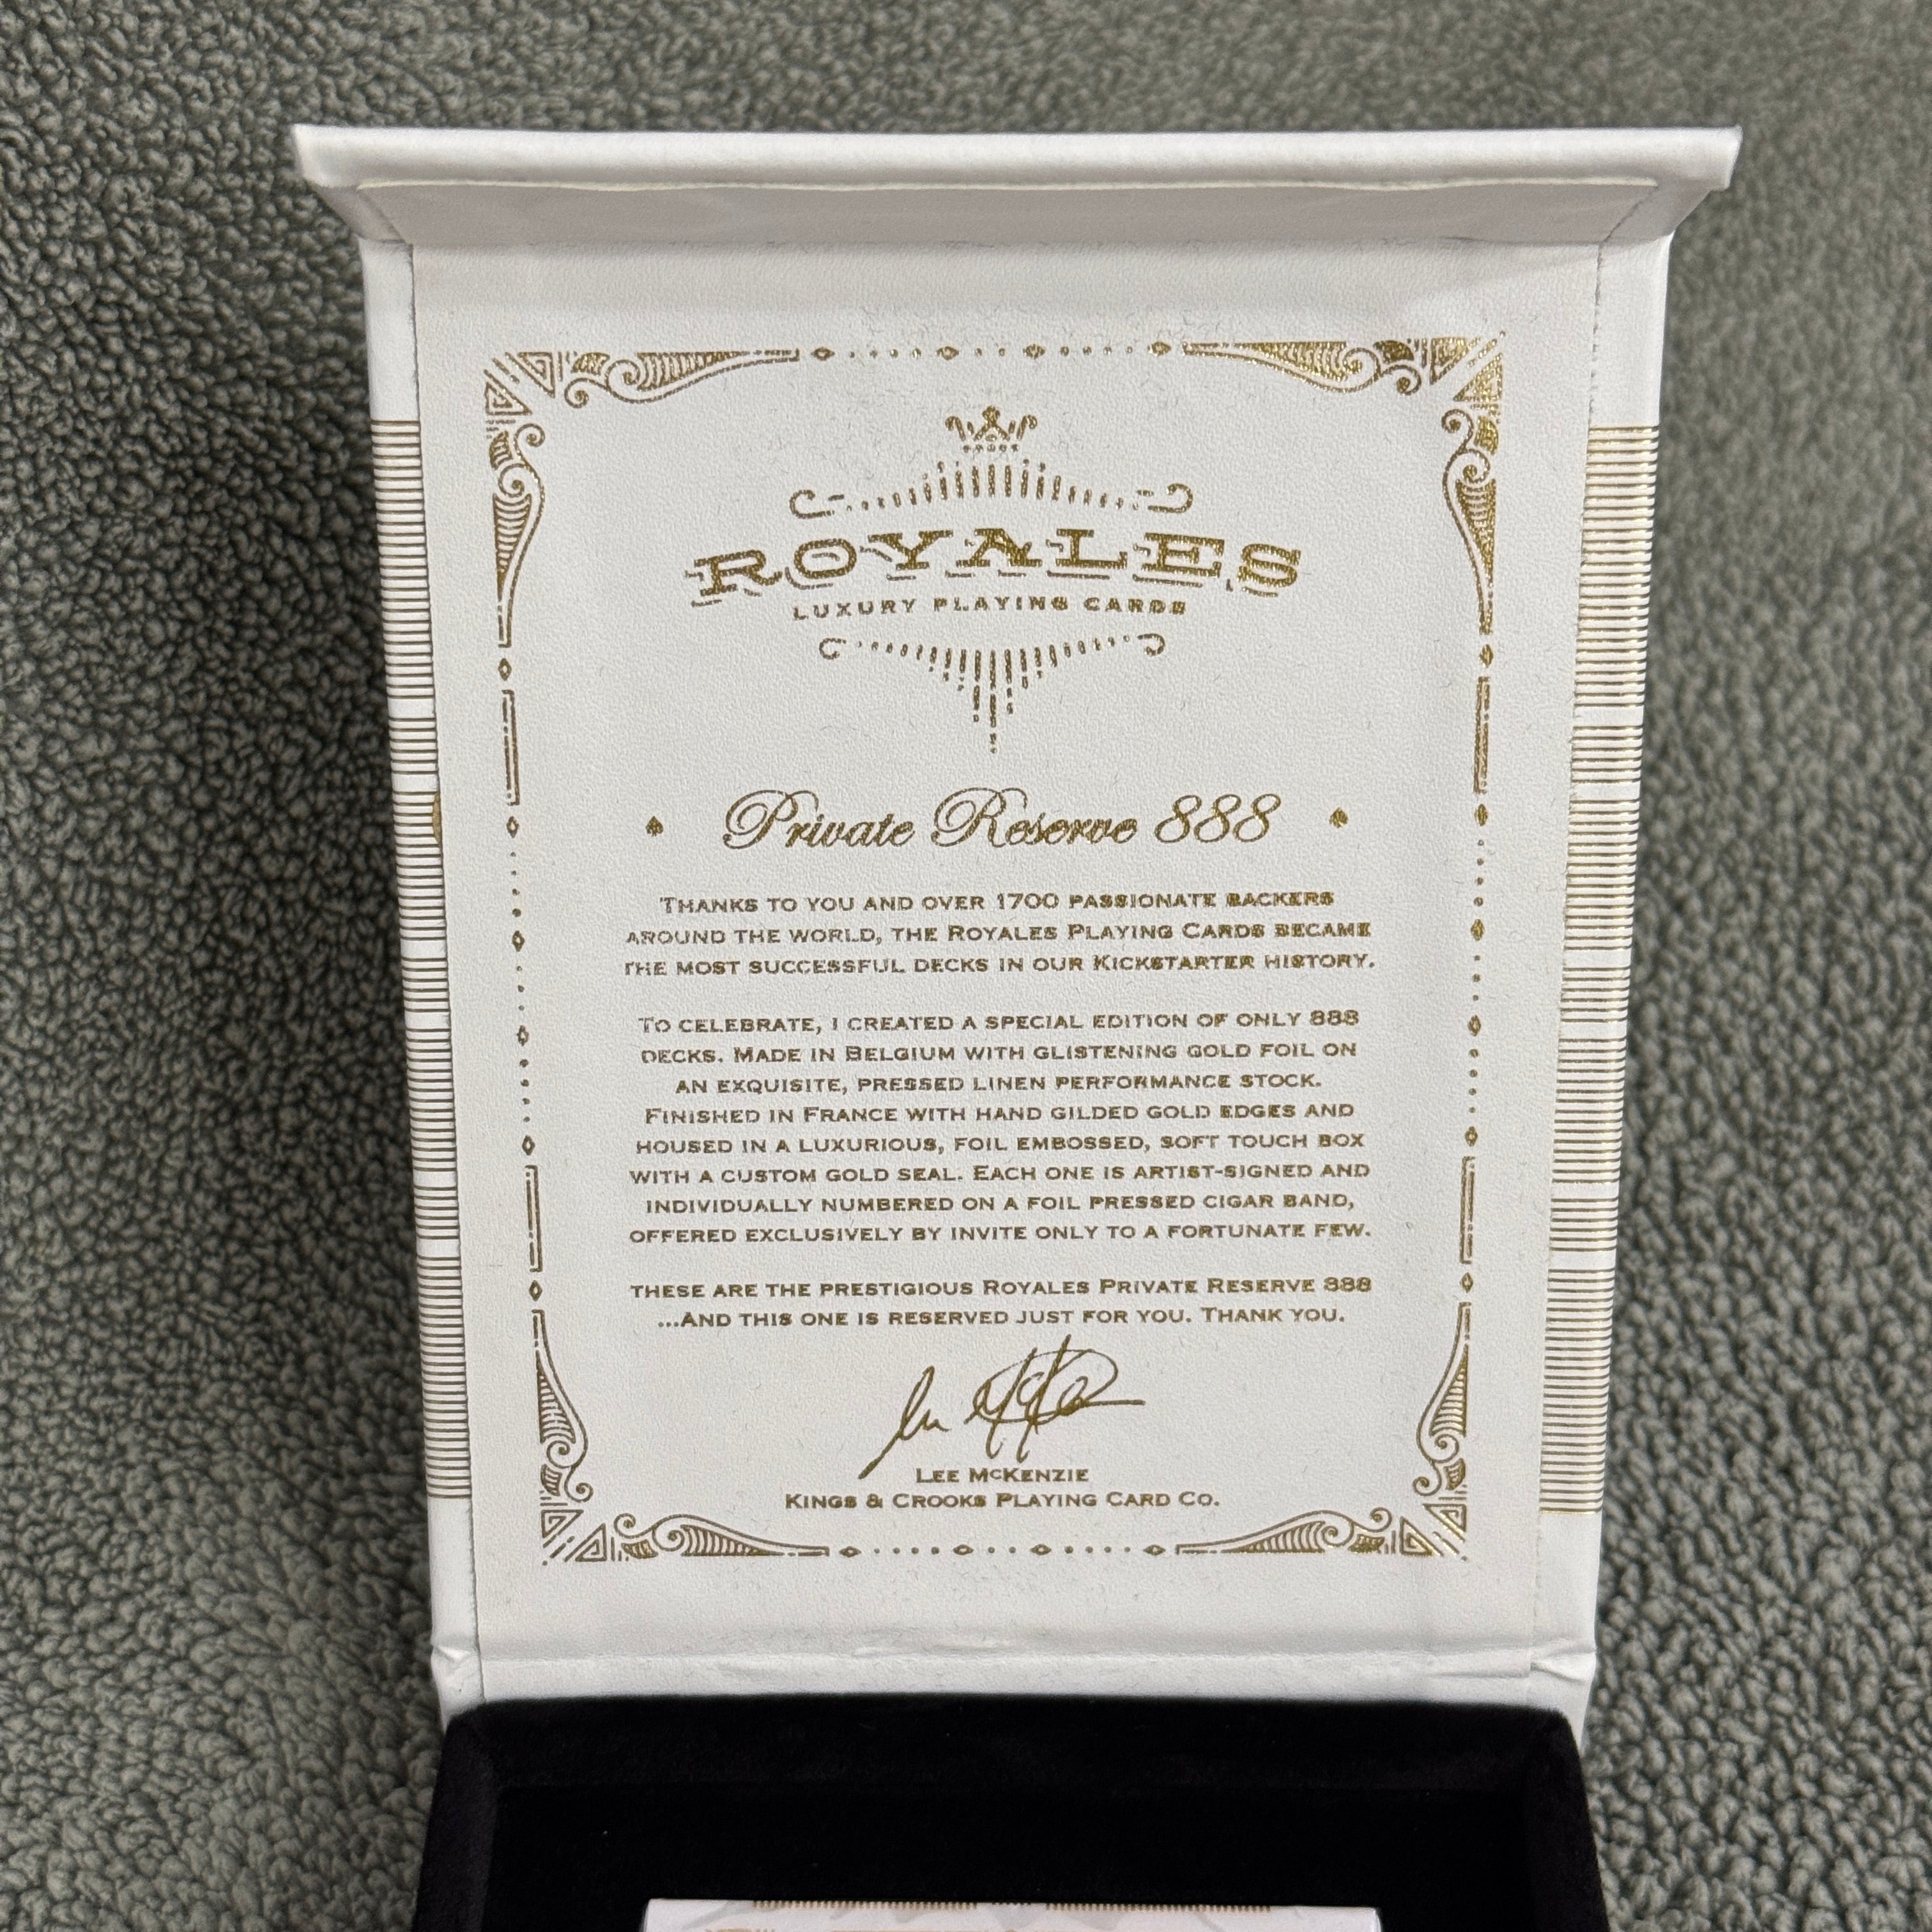 ROYALES
LUXURY PLAYING CARDS
Private Reserve 888
THANKS TO YOU AND OVER 1700 PASSIONATE BACKERS
AROUND THE WORLD, THE ROYALES PLAYING CARDS BECAME
THE MOST SUCCESSFUL DECKS IN OUR KICKSTARTER HISTORY.
TO CELEBRATE, I CREATED A SPECIAL EDITION OF ONLY 888
DECKS. MADE IN BELGIUM WITH GLISTENING GOLD FOIL ON
AN EXQUISITE, PRESSED LINEN PERFORMANCE STOCK.
FINISHED IN FRANCE WITH HAND GILDED GOLD EDGES AND
HOUSED IN A LUXURIOUS, FOIL EMBOSSED, SOFT TOUCH BOX
WITH A CUSTOM GOLD SEAL. EACH ONE IS ARTIST-SIGNED AND
INDIVIDUALLY NUMBERED ON A FOIL PRESSED CIGAR BAND,
OFFERED EXCLUSIVELY BY INVITE ONLY TO A FORTUNATE FEW.
THESE ARE THE PRESTIGIOUS ROYALES PRIVATE RESERVE 888
...AND THIS ONE IS RESERVED JUST FOR YOU. THANK YOU.
LEE MCKENZIE
KINGS & CROOKS PLAYING CARD CO.